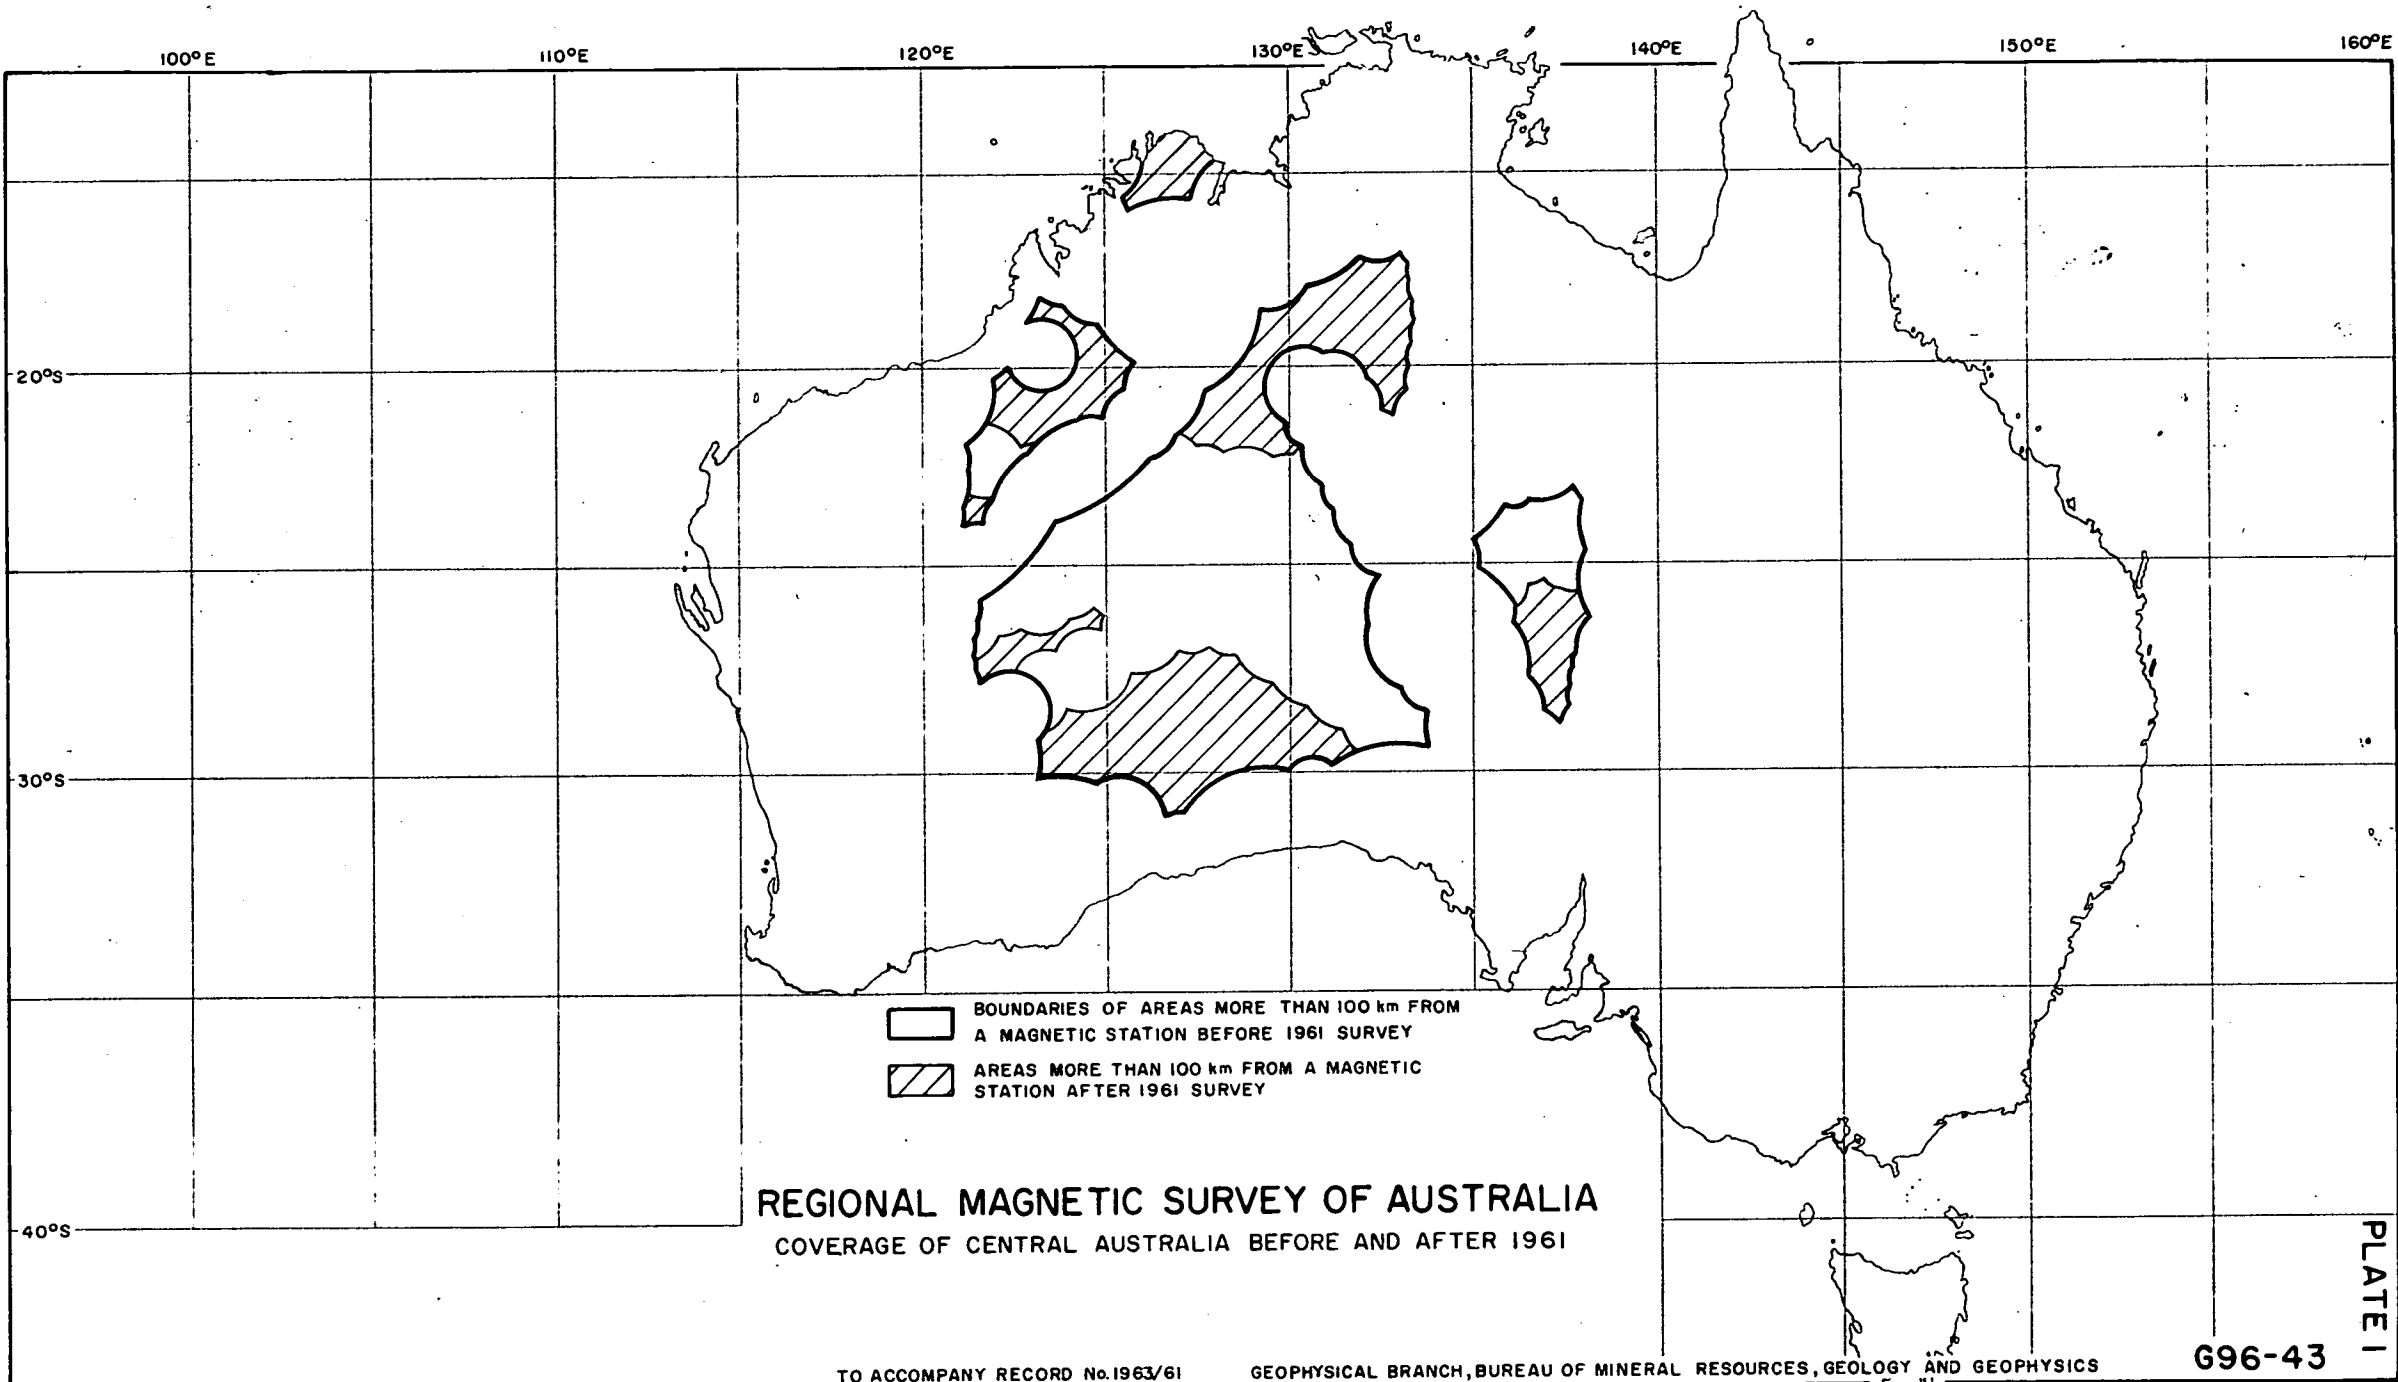 100°E 110°E 120°E 130°E 140°E 150°E 160°E
20°S
30°S
40°S
BOUNDARIES OF AREAS MORE THAN 100 km FROM
A MAGNETIC STATION BEFORE 1961 SURVEY
AREAS MORE THAN 100 km FROM A MAGNETIC
STATION AFTER 1961 SURVEY
REGIONAL MAGNETIC SURVEY OF AUSTRALIA
COVERAGE OF CENTRAL AUSTRALIA BEFORE AND AFTER 1961
PLATE 1
TO ACCOMPANY RECORD No. 1963/61 GEOPHYSICAL BRANCH, BUREAU OF MINERAL RESOURCES, GEOLOGY AND GEOPHYSICS G96-43